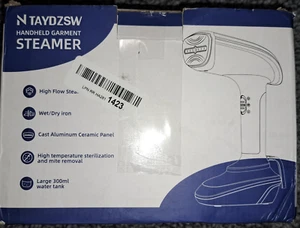 N TAYDZSW
HANDHELD GARMENT
STEAMER
High Flow Stea
1423
Wet/Dry iron
Cast Aluminum Ceramic Panel
High temperature sterilization
and mite removal
Large 300ml
water tank